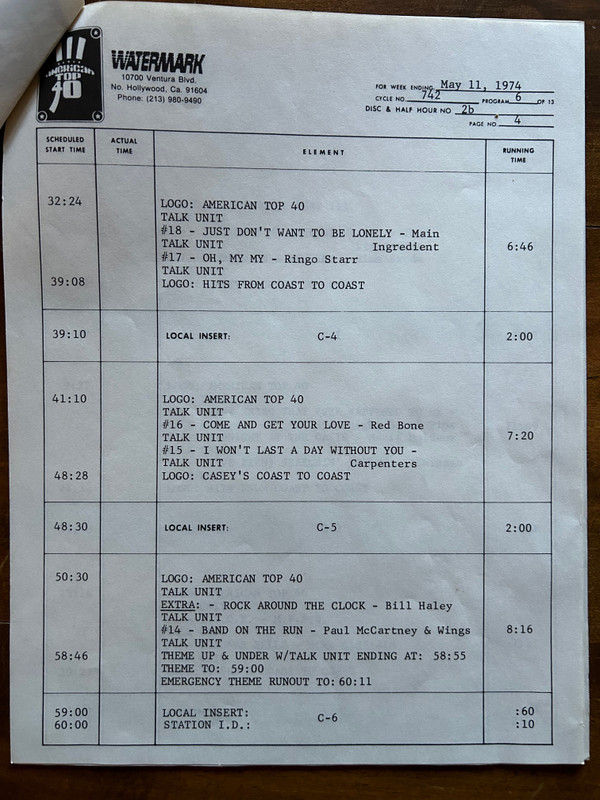 AMERICAN
TOP
40
WATERMARK
10700 Ventura Blvd.
No. Hollywood, Ca. 91604
Phone: (213) 980-9490
FOR WEEK ENDING May 11, 1974
CYCLE NO. 742 PROGRAM 6 OF 13
DISC & HALF HOUR NO 2b
PAGE NO. 4
SCHEDULED START TIME ACTUAL TIME ELEMENT RUNNING TIME
32:24 LOGO: AMERICAN TOP 40
TALK UNIT
#18 - JUST DON'T WANT TO BE LONELY - Main
TALK UNIT Ingredient 6:46
#17 - OH, MY MY - Ringo Starr
TALK UNIT
39:08 LOGO: HITS FROM COAST TO COAST
39:10 LOCAL INSERT: C-4 2:00
41:10 LOGO: AMERICAN TOP 40
TALK UNIT
#16 - COME AND GET YOUR LOVE - Red Bone
TALK UNIT 7:20
#15 - I WON'T LAST A DAY WITHOUT YOU -
TALK UNIT Carpenters
48:28 LOGO: CASEY'S COAST TO COAST
48:30 LOCAL INSERT: C-5 2:00
50:30 LOGO: AMERICAN TOP 40
TALK UNIT
EXTRA: - ROCK AROUND THE CLOCK - Bill Haley
TALK UNIT
#14 - BAND ON THE RUN - Paul McCartney & Wings 8:16
TALK UNIT
58:46 THEME UP & UNDER W/TALK UNIT ENDING AT: 58:55
THEME TO: 59:00
EMERGENCY THEME RUNOUT TO: 60:11
59:00 LOCAL INSERT: C-6 :60
60:00 STATION I.D.: :10